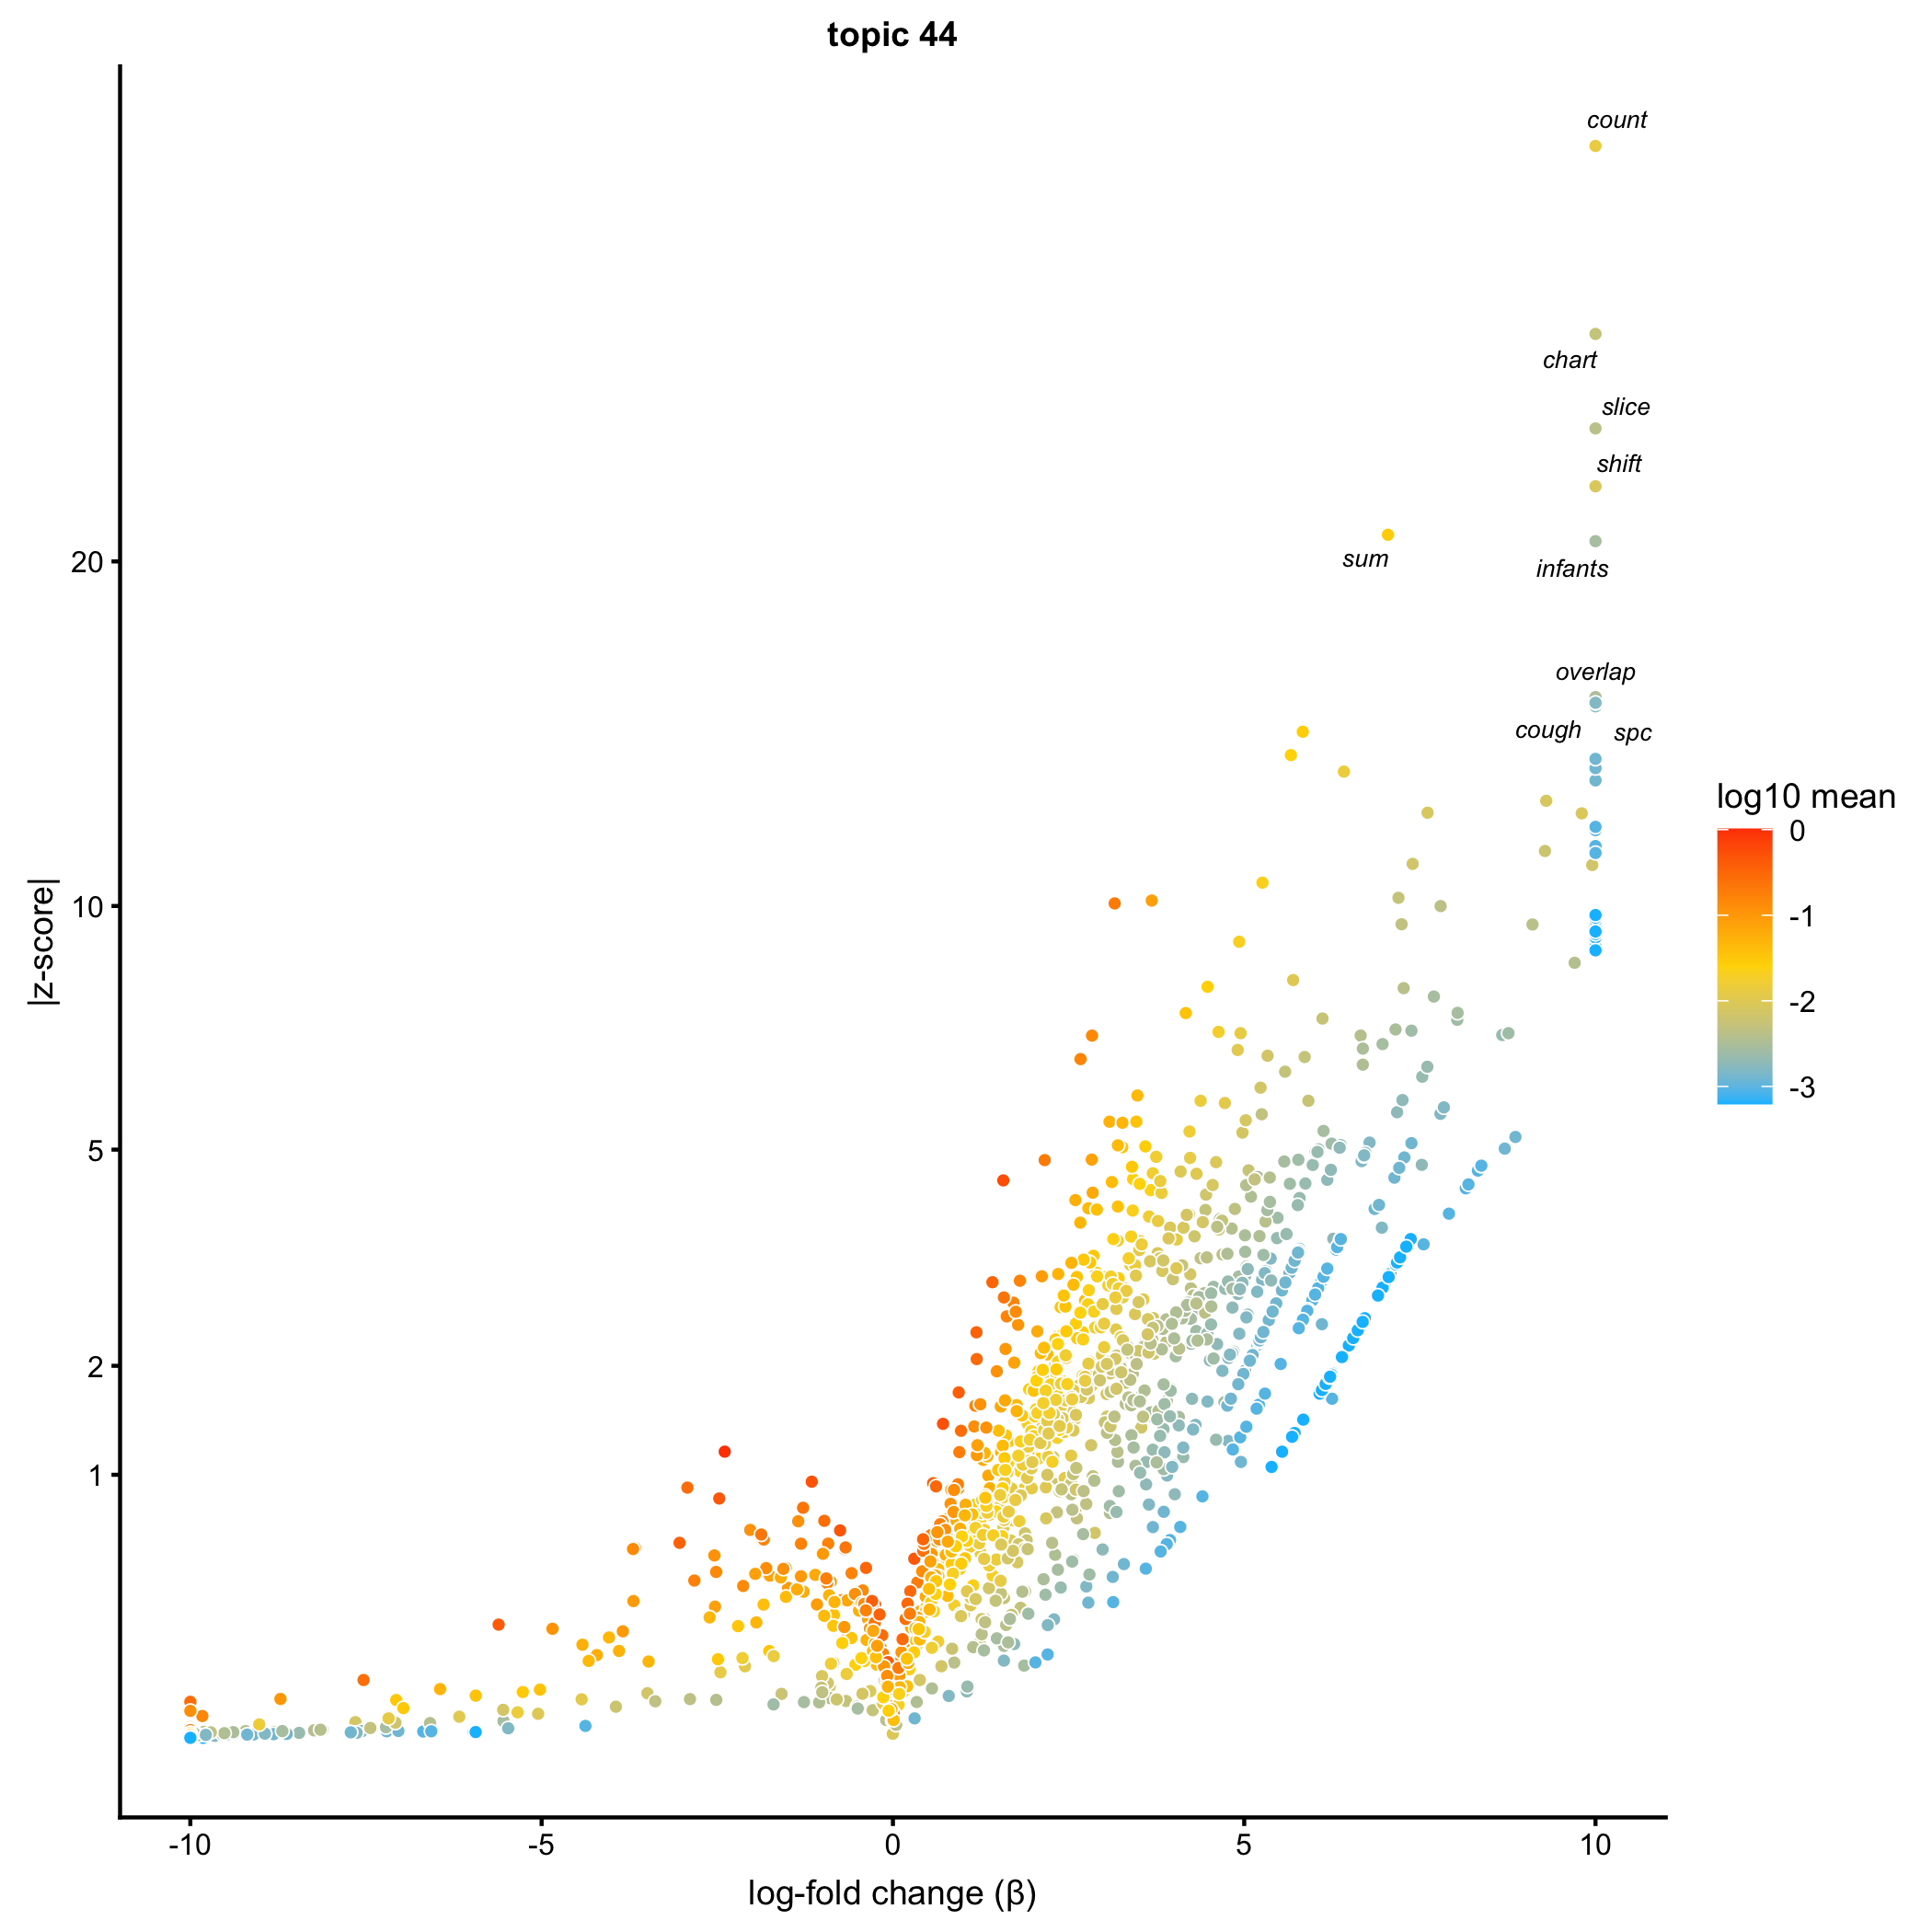 topic 44
count
chart
slice
shift
sum
infants
overlap
cough
spc
|z-score|
20
10
5
2
1
-10
-5
0
5
10
log-fold change (β)
log10 mean
0
-1
-2
-3